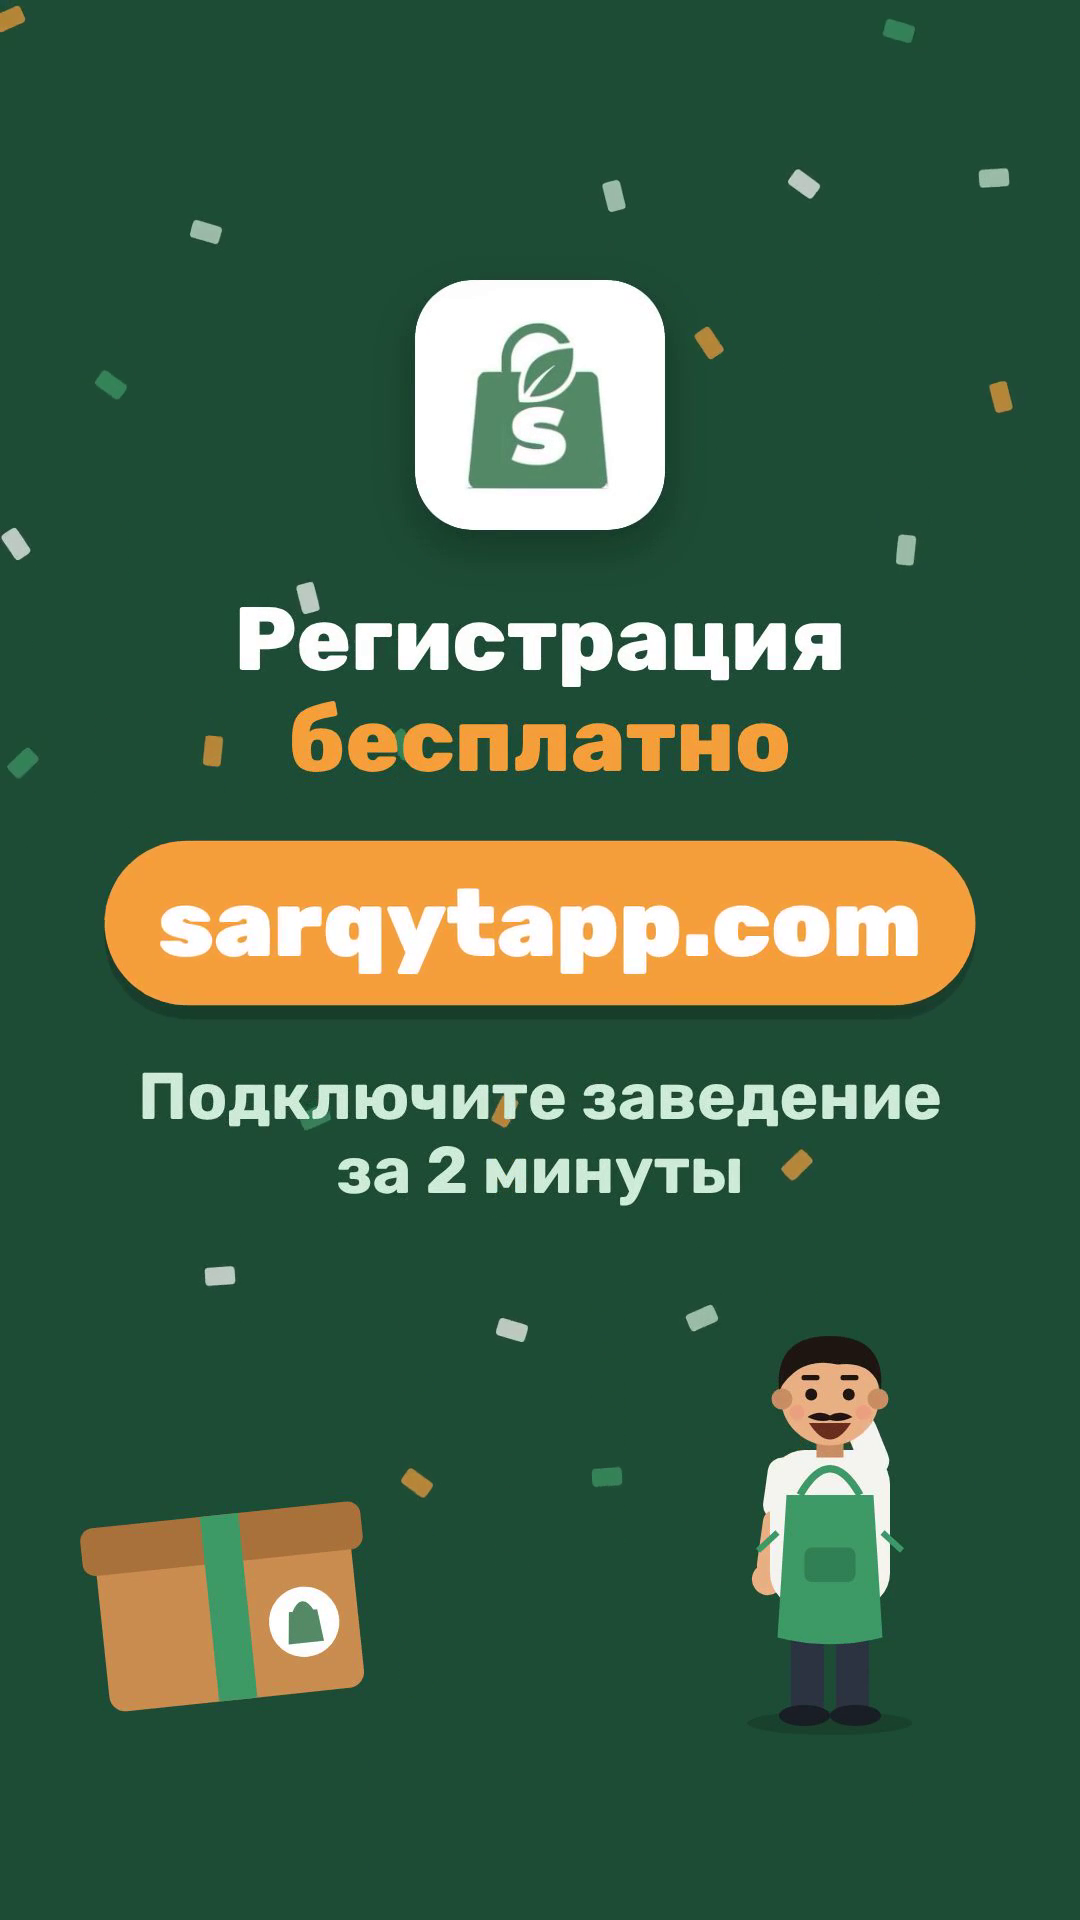 S
Регистрация
бесплатно
sarqytapp.com
Подключите заведение
за 2 минуты